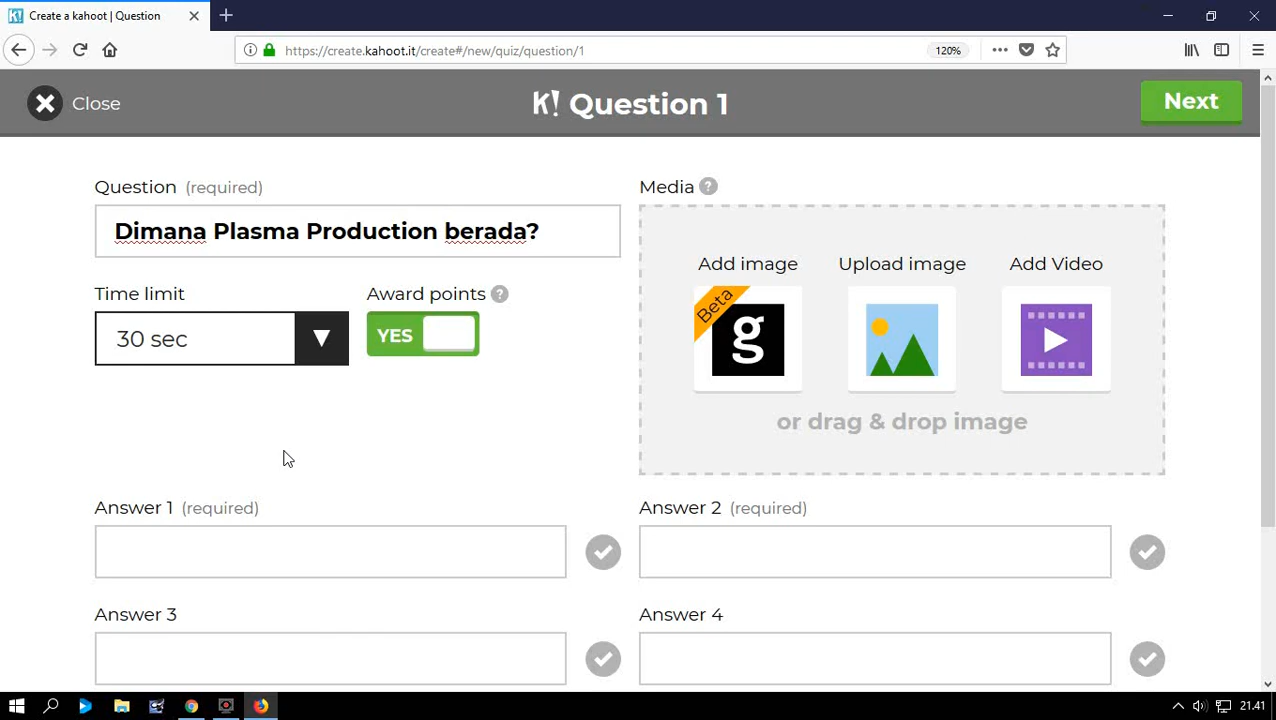 Create a kahoot | Question
https://create.kahoot.it/create#/new/quiz/question/1
120%
Close
K! Question 1
Next
Question (required)
Dimana Plasma Production berada?
Media ?
Add image
Upload image
Add Video
Beta
g
or drag & drop image
Time limit
30 sec
Award points ?
YES
Answer 1 (required)
Answer 2 (required)
Answer 3
Answer 4
21.41